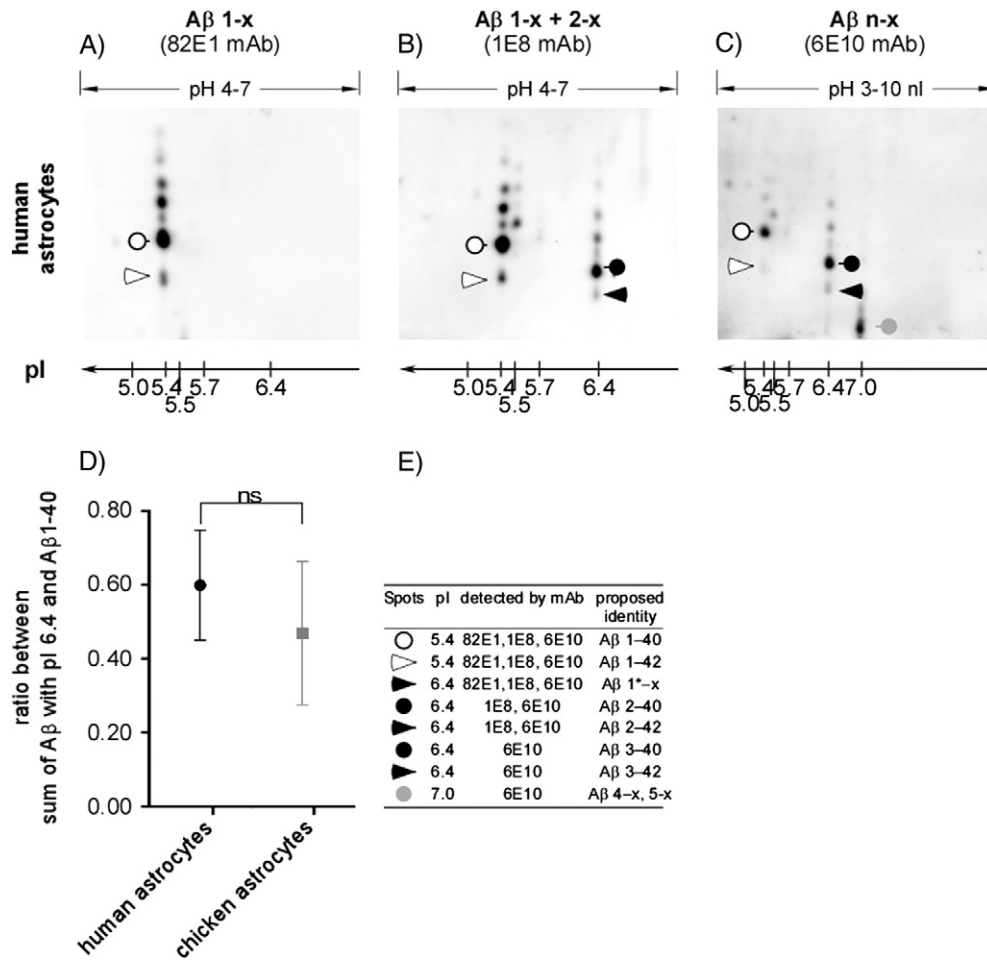 Aβ 1-x
(82E1 mAb)
Aβ 1-x + 2-x
(1E8 mAb)
Aβ n-x
(6E10 mAb)
A)
B)
C)
pH 4-7
pH 4-7
pH 3-10 nl
human
astrocytes
pI
5.0 5.4 5.5 5.7 6.4
5.0 5.4 5.5 5.7 6.4
5.0 5.4 5.5 5.7 6.4 7.0
D)
E)
ns
ratio between
sum of Aβ with pI 6.4 and Aβ1-40
0.80
0.60
0.40
0.20
0.00
human astrocytes
chicken astrocytes
Spots pI detected by mAb proposed
identity
5.4 82E1,1E8, 6E10 Aβ 1–40
5.4 82E1,1E8, 6E10 Aβ 1–42
6.4 82E1,1E8, 6E10 Aβ 1*–x
6.4 1E8, 6E10 Aβ 2–40
6.4 1E8, 6E10 Aβ 2–42
6.4 6E10 Aβ 3–40
6.4 6E10 Aβ 3–42
7.0 6E10 Aβ 4–x, 5-x